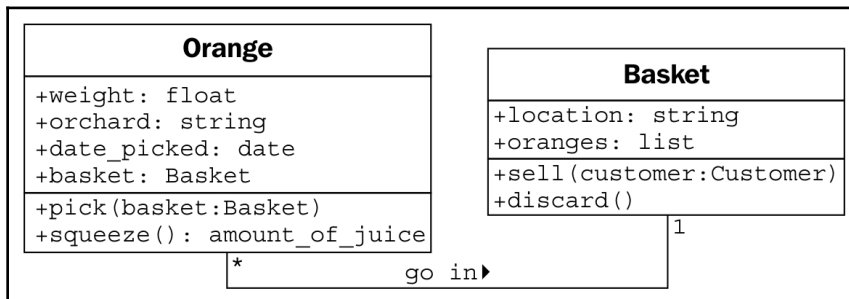 Orange
+weight: float
+orchard: string
+date_picked: date
+basket: Basket
+pick(basket:Basket)
+squeeze(): amount_of_juice
Basket
+location: string
+oranges: list
+sell(customer:Customer)
+discard()
*
1
go in